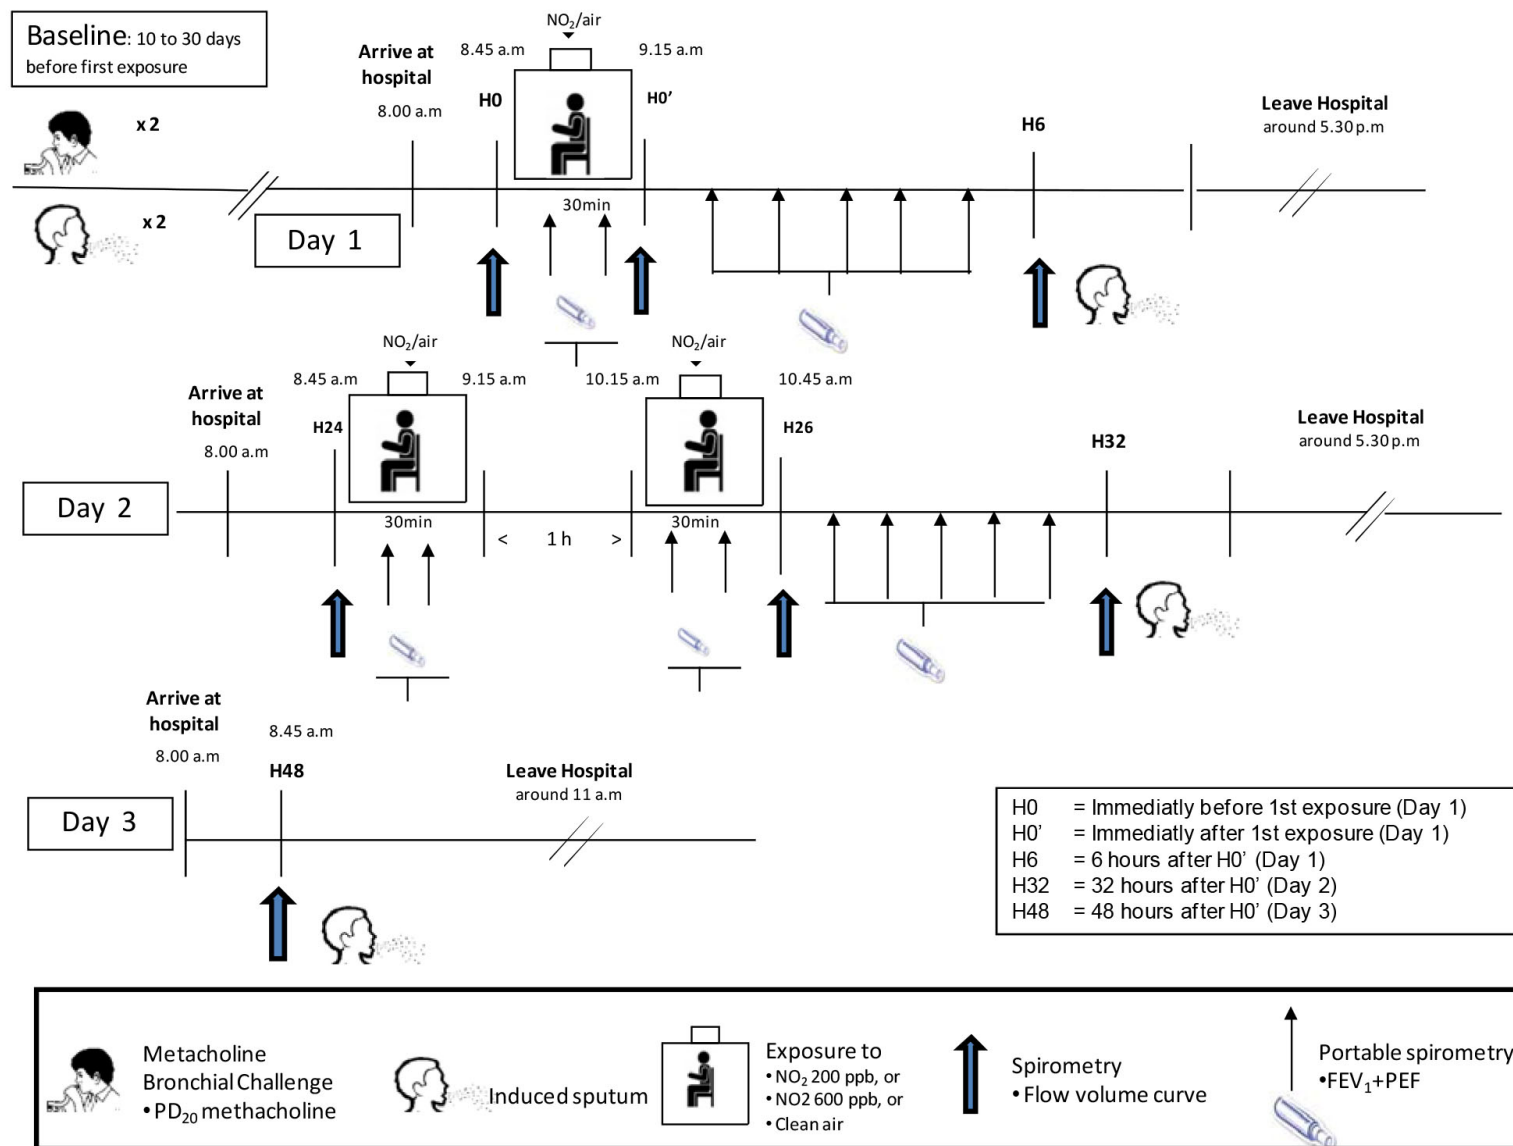 Baseline: 10 to 30 days
before first exposure
x 2
x 2
NO2/air
Arrive at
hospital
8.00 a.m
8.45 a.m
9.15 a.m
H0
H0'
H6
Leave Hospital
around 5.30 p.m
30min
Day 1
NO2/air
NO2/air
Arrive at
hospital
8.00 a.m
8.45 a.m
9.15 a.m
10.15 a.m
10.45 a.m
H24
H26
H32
Leave Hospital
around 5.30 p.m
Day 2
30min
< 1 h >
30min
Arrive at
hospital
8.00 a.m
8.45 a.m
H48
Leave Hospital
around 11 a.m
Day 3
H0 = Immediatly before 1st exposure (Day 1)
H0' = Immediatly after 1st exposure (Day 1)
H6 = 6 hours after H0' (Day 1)
H32 = 32 hours after H0' (Day 2)
H48 = 48 hours after H0' (Day 3)
Metacholine
Bronchial Challenge
•PD20 methacholine
Induced sputum
Exposure to
•NO2 200 ppb, or
•NO2 600 ppb, or
•Clean air
Spirometry
•Flow volume curve
Portable spirometry
•FEV1+PEF